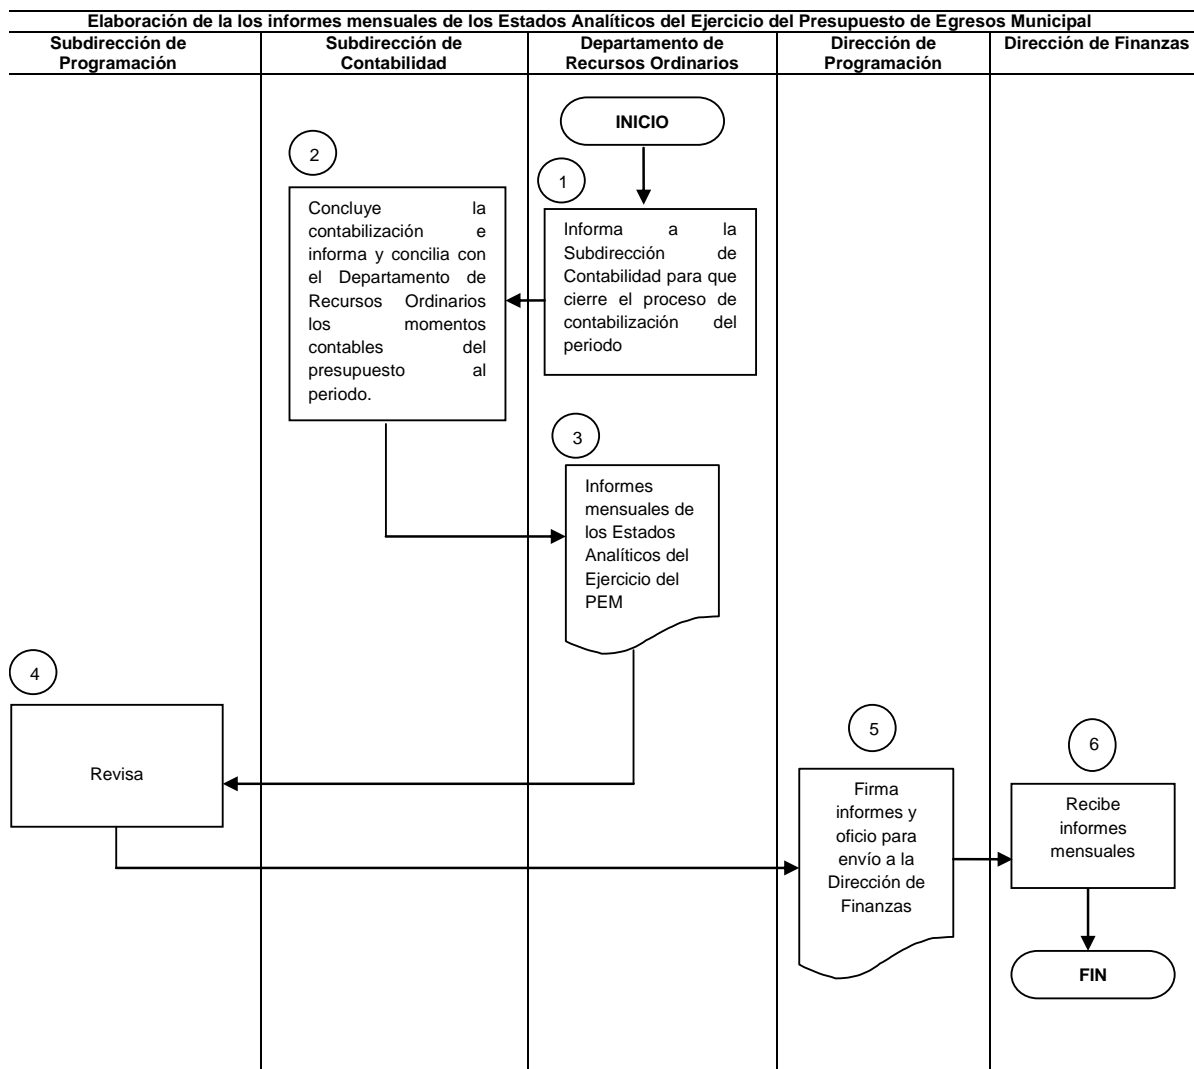 Elaboración de la los informes mensuales de los Estados Analíticos del Ejercicio del Presupuesto de Egresos Municipal
Subdirección de
Programación
Subdirección de
Contabilidad
Departamento de
Recursos Ordinarios
Dirección de
Programación
Dirección de Finanzas
INICIO
1
Informa a la
Subdirección de
Contabilidad para que
cierre el proceso de
contabilización del
periodo
2
Concluye la
contabilización e
informa y concilia con
el Departamento de
Recursos Ordinarios
los momentos
contables del
presupuesto al
periodo.
3
Informes
mensuales de
los Estados
Analíticos del
Ejercicio del
PEM
4
Revisa
5
Firma
informes y
oficio para
envío a la
Dirección de
Finanzas
6
Recibe
informes
mensuales
FIN